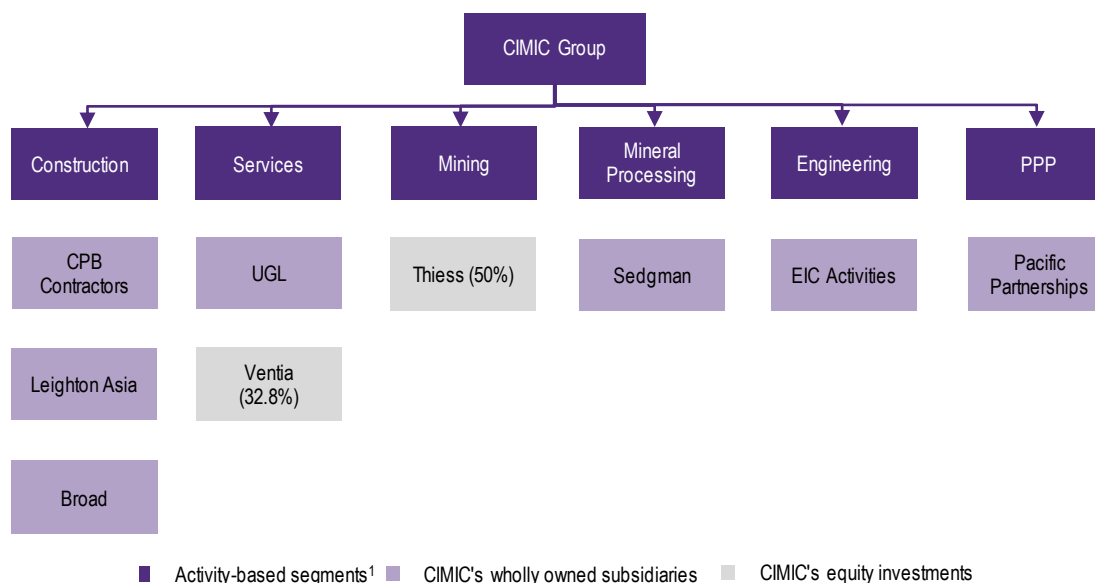 CIMIC Group
Construction
Services
Mining
Mineral
Processing
Engineering
PPP
CPB
Contractors
UGL
Thiess (50%)
Sedgman
EIC Activities
Pacific
Partnerships
Leighton Asia
Ventia
(32.8%)
Broad
Activity-based segments¹
CIMIC's wholly owned subsidiaries
CIMIC's equity investments